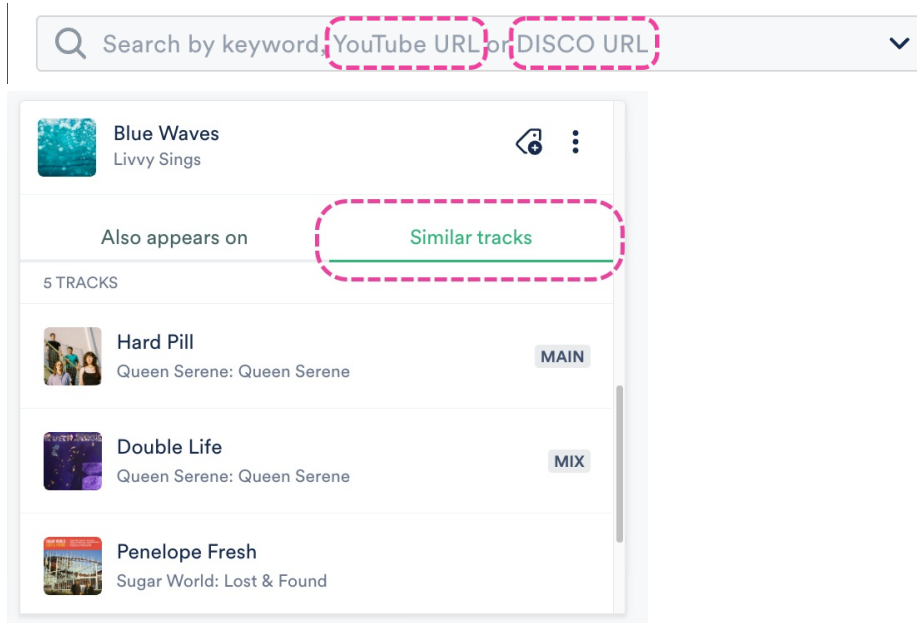 Search by keyword, YouTube URL or DISCO URL
Blue Waves
Livvy Sings
Also appears on
Similar tracks
5 TRACKS
Hard Pill
Queen Serene: Queen Serene
MAIN
Double Life
Queen Serene: Queen Serene
MIX
Penelope Fresh
Sugar World: Lost & Found